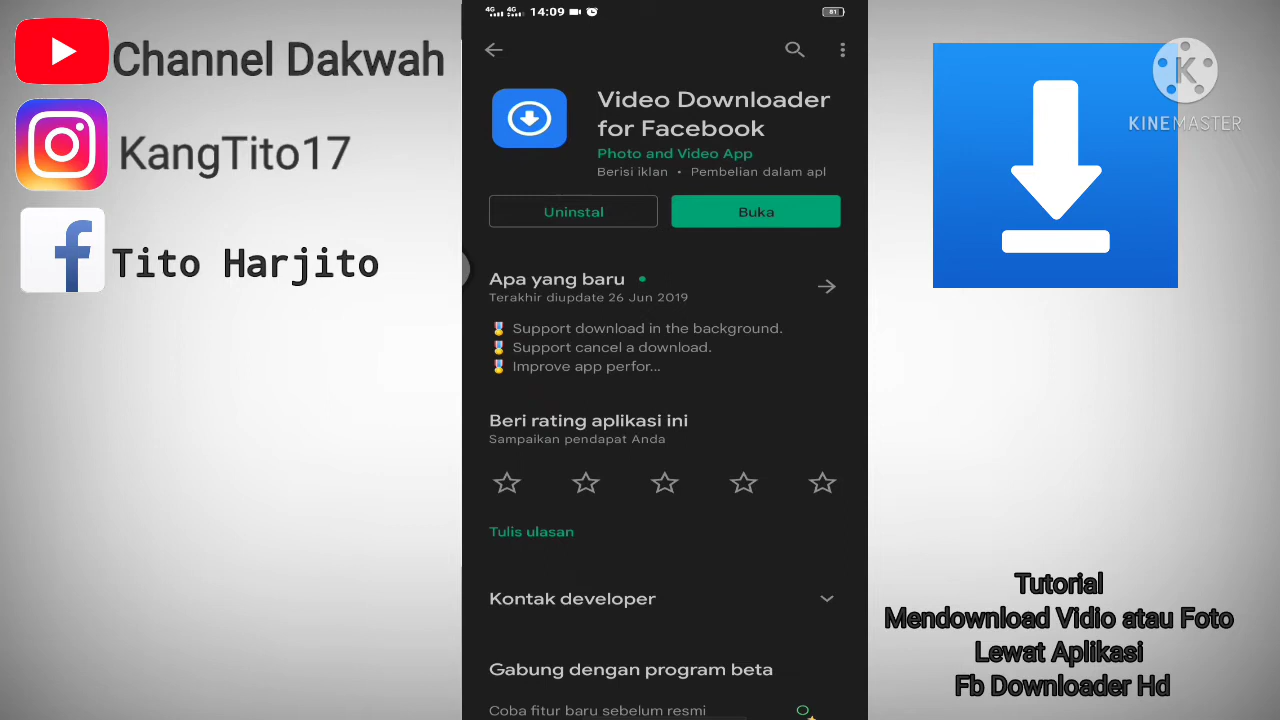 Channel Dakwah
KangTito17
Tito Harjito
4G 4G 14:09 81
Video Downloader
for Facebook
Photo and Video App
Berisi iklan • Pembelian dalam apl
Uninstal
Buka
Apa yang baru
Terakhir diupdate 26 Jun 2019
Support download in the background.
Support cancel a download.
Improve app perfor...
Beri rating aplikasi ini
Sampaikan pendapat Anda
Tulis ulasan
Kontak developer
Gabung dengan program beta
Coba fitur baru sebelum resmi
K
KINEMASTER
Tutorial
Mendownload Vidio atau Foto
Lewat Aplikasi
Fb Downloader Hd